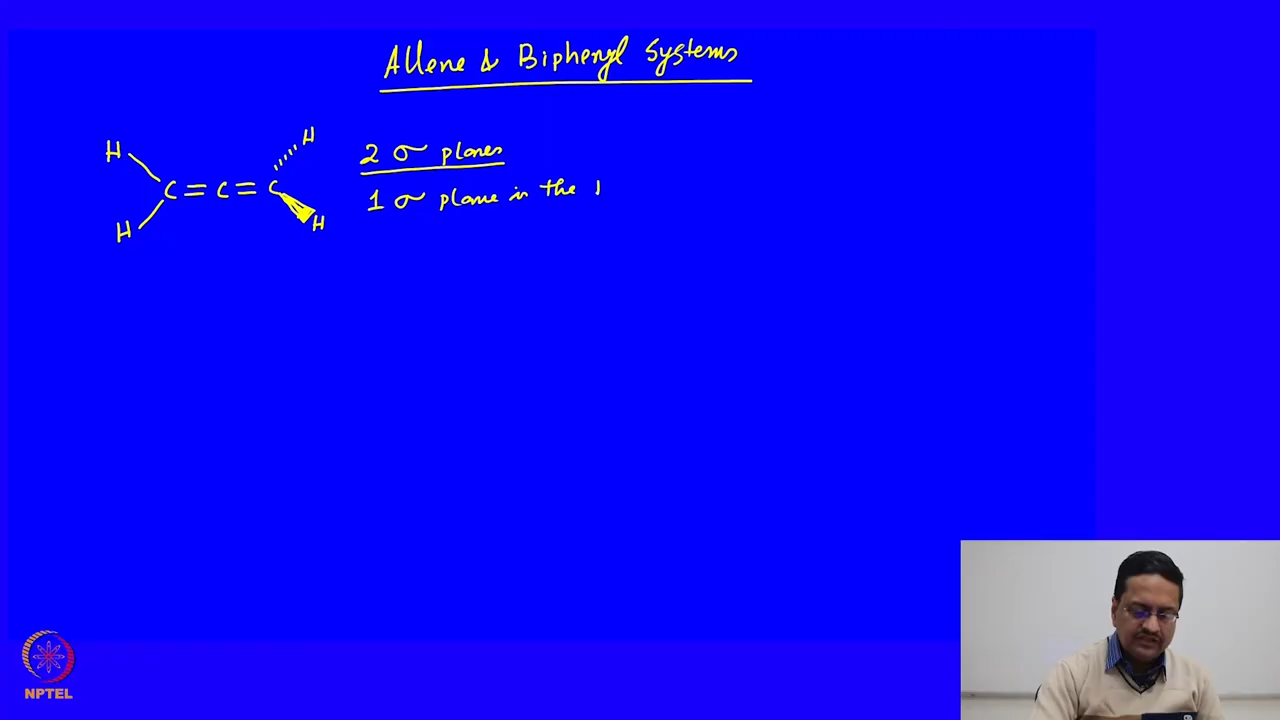 Allene & Biphenyl Systems
H H
2 σ planes
C = C = C
1 σ plane in the
H H
NPTEL